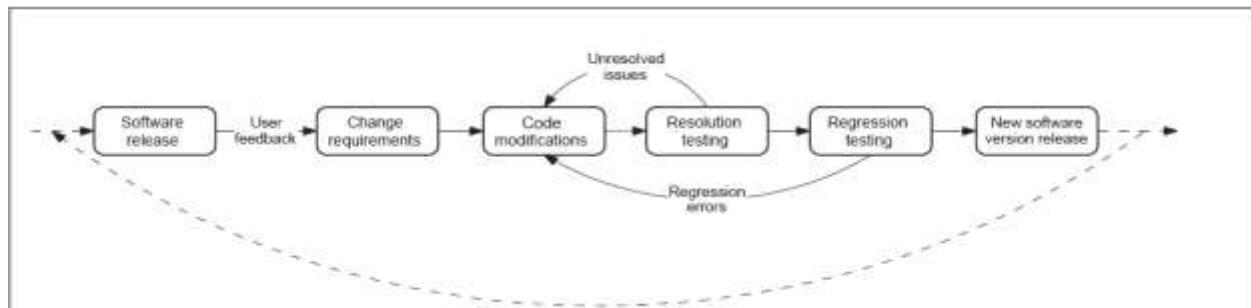 Unresolved
issues
Software
release
User
feedback
Change
requirements
Code
modifications
Resolution
testing
Regression
testing
New software
version release
Regression
errors